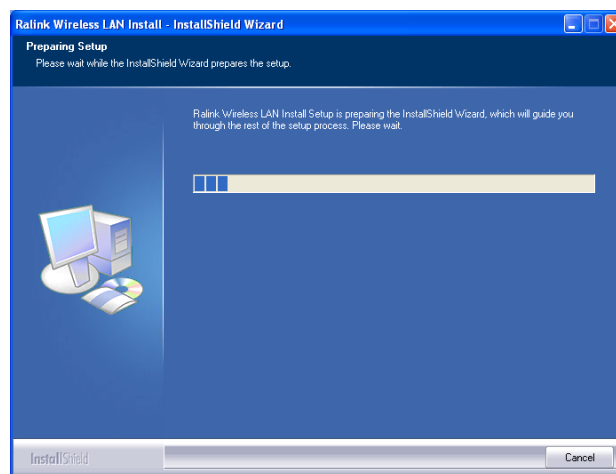 Ralink Wireless LAN Install - InstallShield Wizard
Preparing Setup
Please wait while the InstallShield Wizard prepares the setup.
Ralink Wireless LAN Install Setup is preparing the InstallShield Wizard, which will guide you
through the rest of the setup process. Please wait.
InstallShield
Cancel